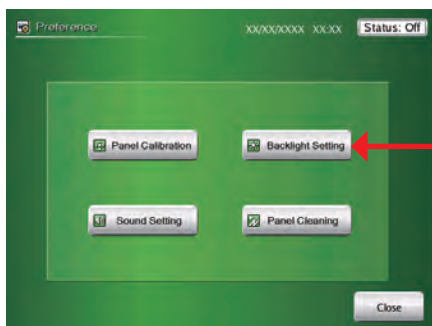 Preference XX/XX/XXXX XX:XX Status: Off
Panel Calibration Backlight Setting
Sound Setting Panel Cleaning
Close